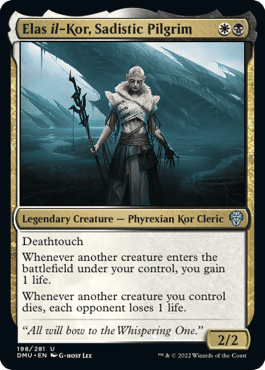 Elas il-Kor, Sadistic Pilgrim
Legendary Creature — Phyrexian Kor Cleric
Deathtouch
Whenever another creature enters the
battlefield under your control, you gain
1 life.
Whenever another creature you control
dies, each opponent loses 1 life.
"All will bow to the Whispering One."
2/2
198/281 U
DMU • EN G-host Lee
™ & © 2022 Wizards of the Coast